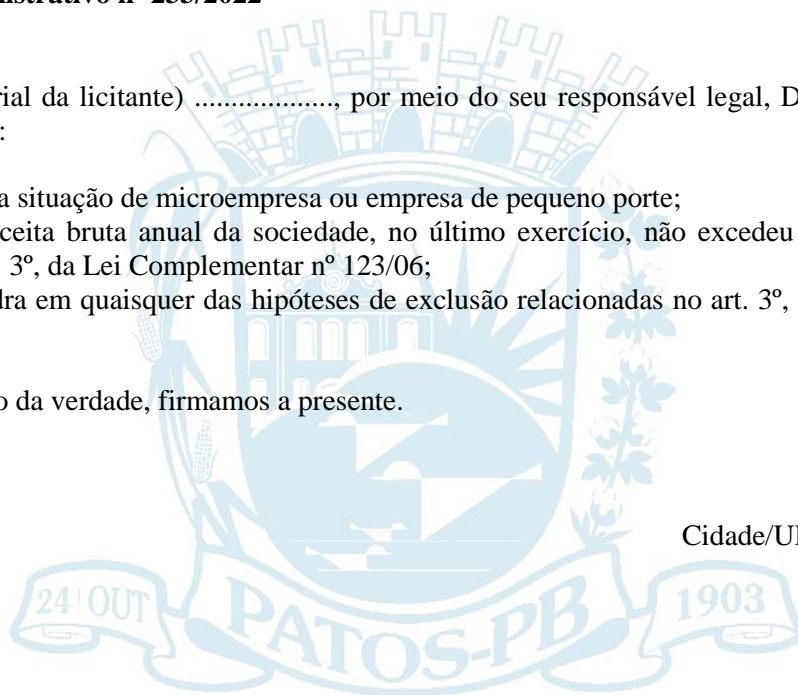 nistrativo nº 255/2022
rial da licitante) ..................., por meio do seu responsável legal, D
:
a situação de microempresa ou empresa de pequeno porte;
ceita bruta anual da sociedade, no último exercício, não excedeu
3º, da Lei Complementar nº 123/06;
dra em quaisquer das hipóteses de exclusão relacionadas no art. 3º,
o da verdade, firmamos a presente.
Cidade/U
24 OUT PATOS-PB 1903